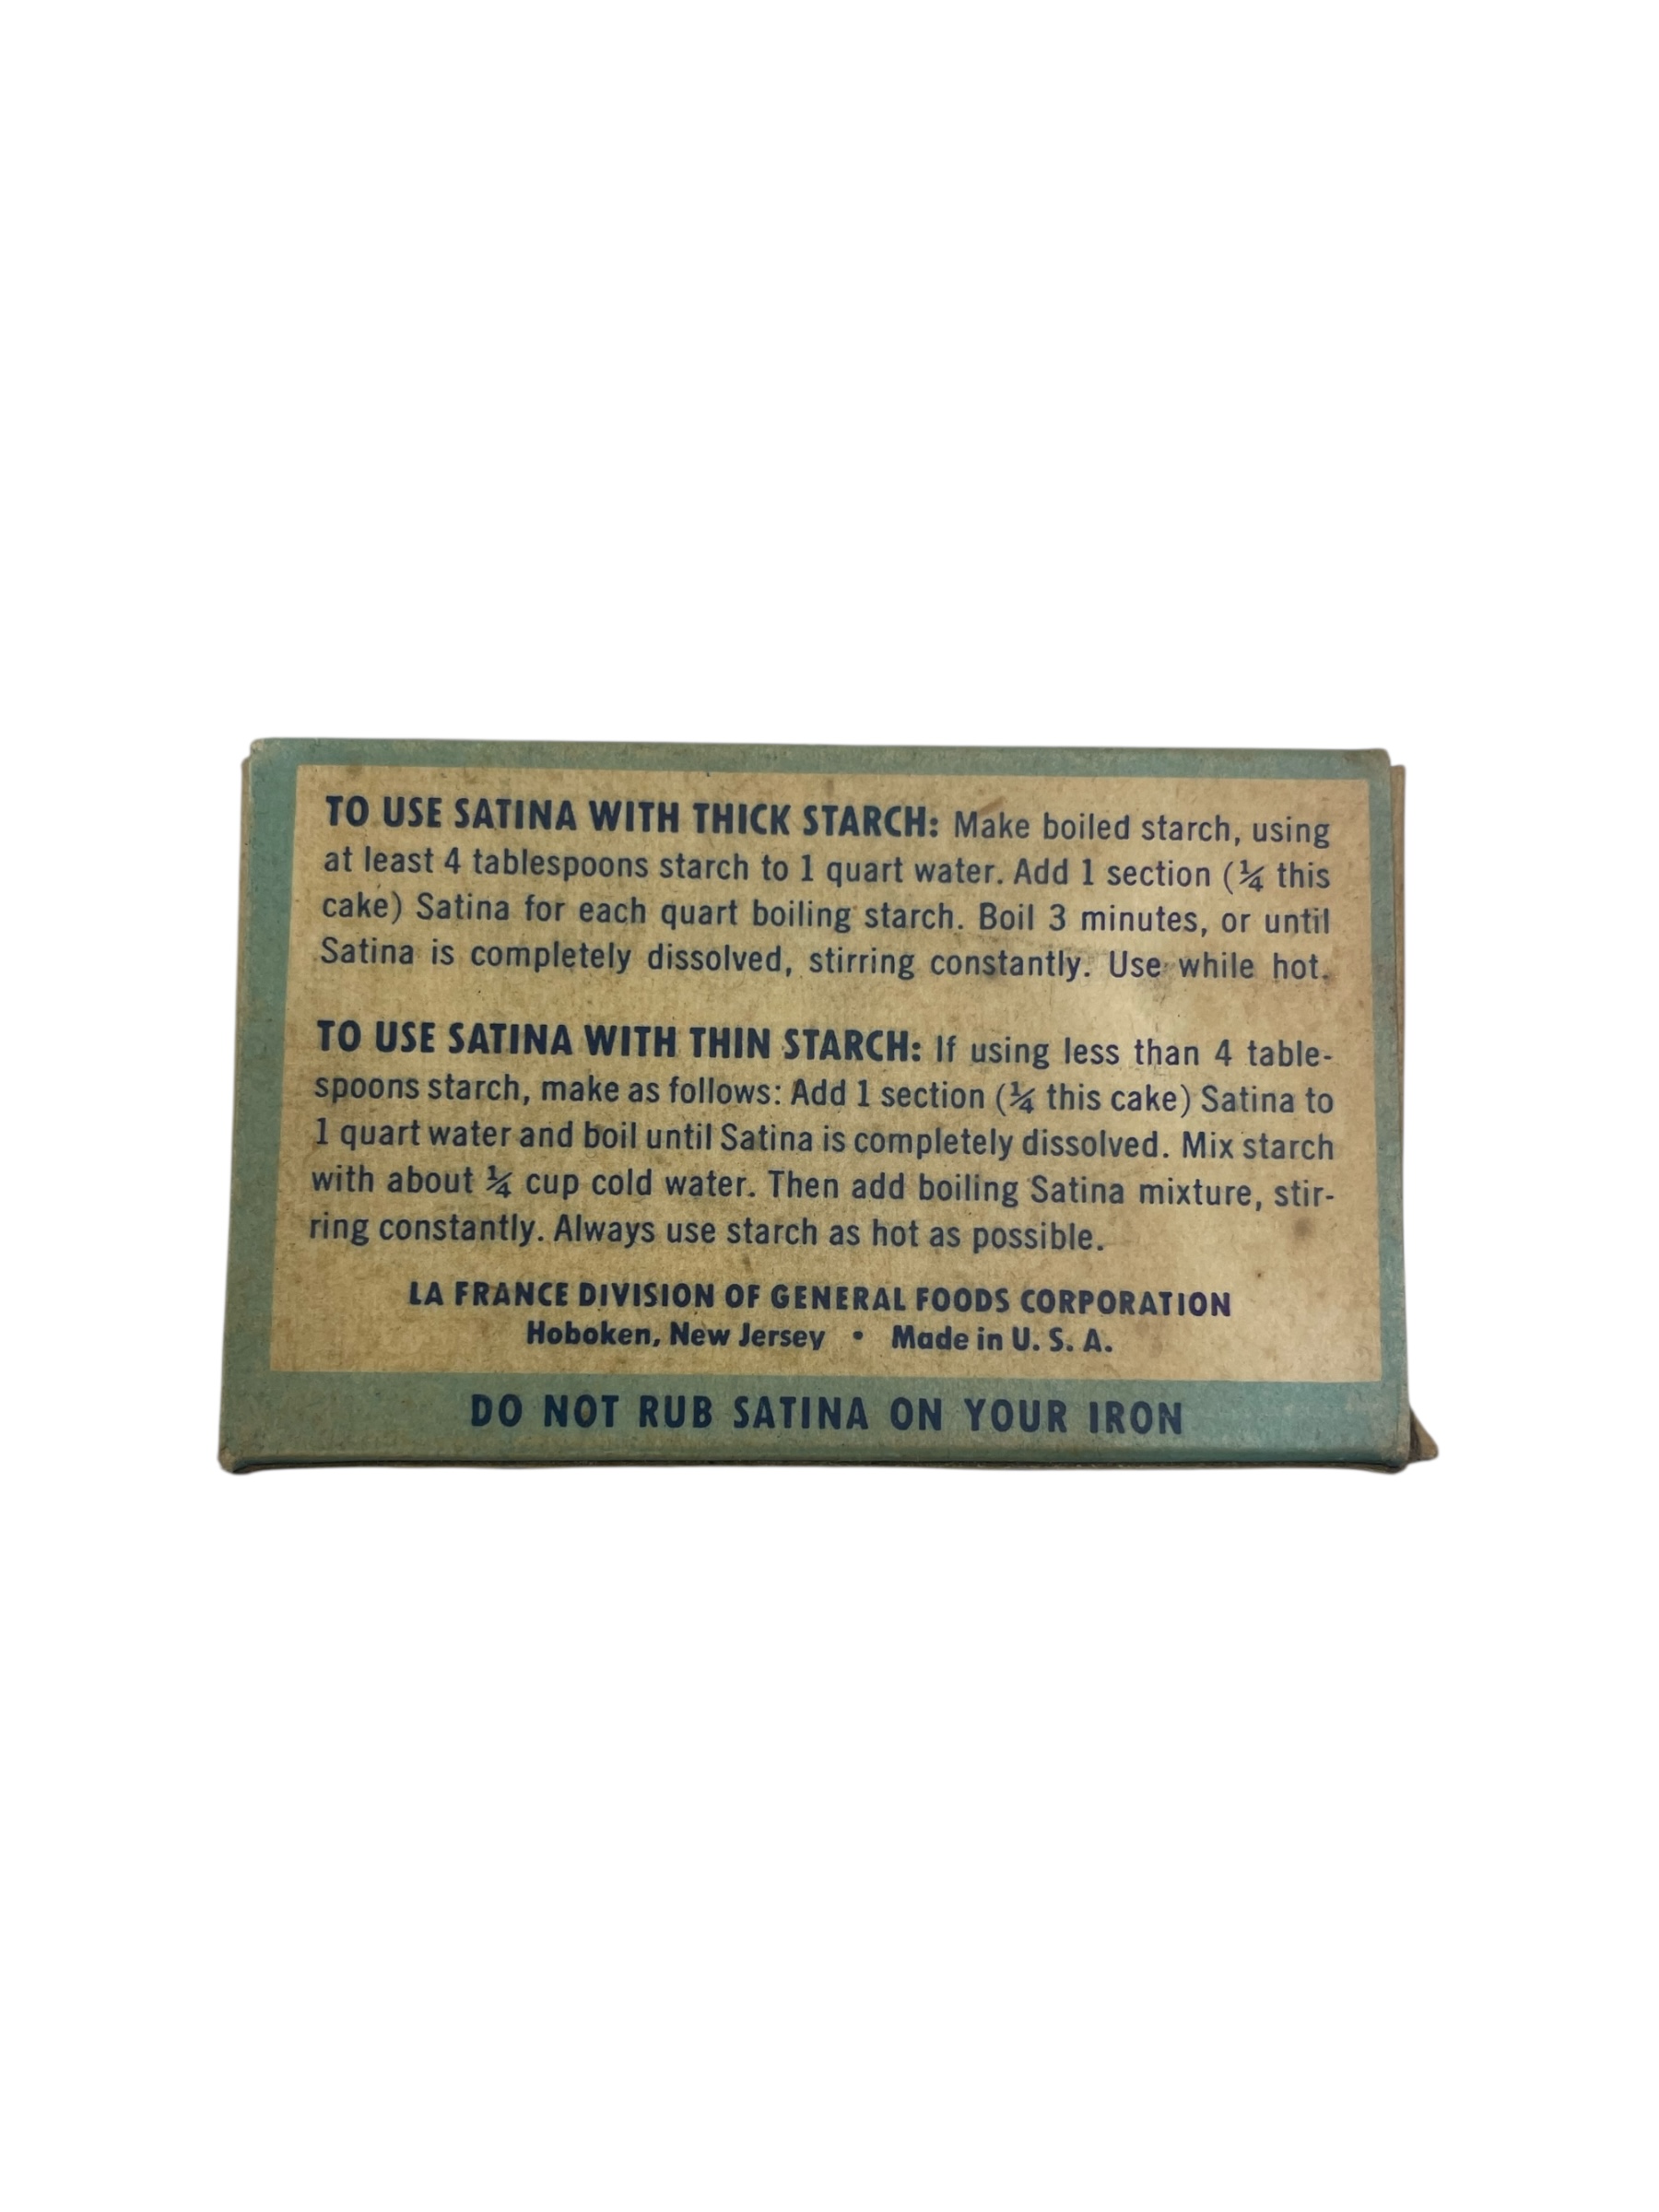 TO USE SATINA WITH THICK STARCH: Make boiled starch, using
at least 4 tablespoons starch to 1 quart water. Add 1 section (¼ this
cake) Satina for each quart boiling starch. Boil 3 minutes, or until
Satina is completely dissolved, stirring constantly. Use while hot.
TO USE SATINA WITH THIN STARCH: If using less than 4 table-
spoons starch, make as follows: Add 1 section (¼ this cake) Satina to
1 quart water and boil until Satina is completely dissolved. Mix starch
with about ¼ cup cold water. Then add boiling Satina mixture, stir-
ring constantly. Always use starch as hot as possible.
LA FRANCE DIVISION OF GENERAL FOODS CORPORATION
Hoboken, New Jersey • Made in U. S. A.
DO NOT RUB SATINA ON YOUR IRON